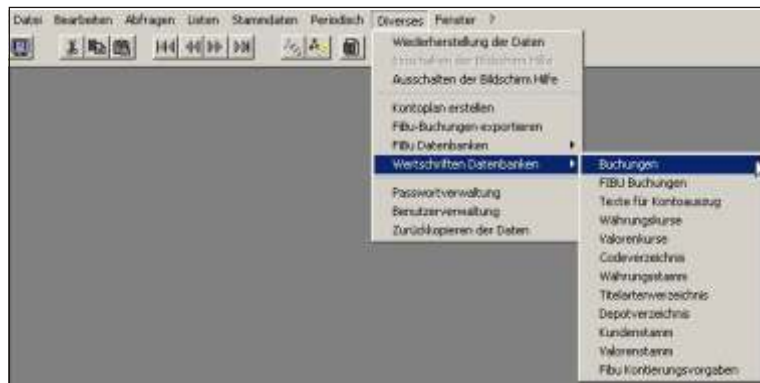 Datei Bearbeiten Abfragen Listen Stammdaten Periodisch Diverses Fenster ?
Wiederherstellung der Daten
Einschalten der Bildschirm Hilfe
Ausschalten der Bildschirm Hilfe
Kontoplan erstellen
FiBu-Buchungen exportieren
FiBu Datenbanken
Wertschriften Datenbanken
Passwortverwaltung
Benutzerverwaltung
Zurückkopieren der Daten
Buchungen
FIBU Buchungen
Texte für Kontoauszug
Währungskurse
Valorenkurse
Codeverzeichnis
Währungsstamm
Titelartenverzeichnis
Depotverzeichnis
Kundenstamm
Valorenstamm
Fibu Kontierungsvorgaben